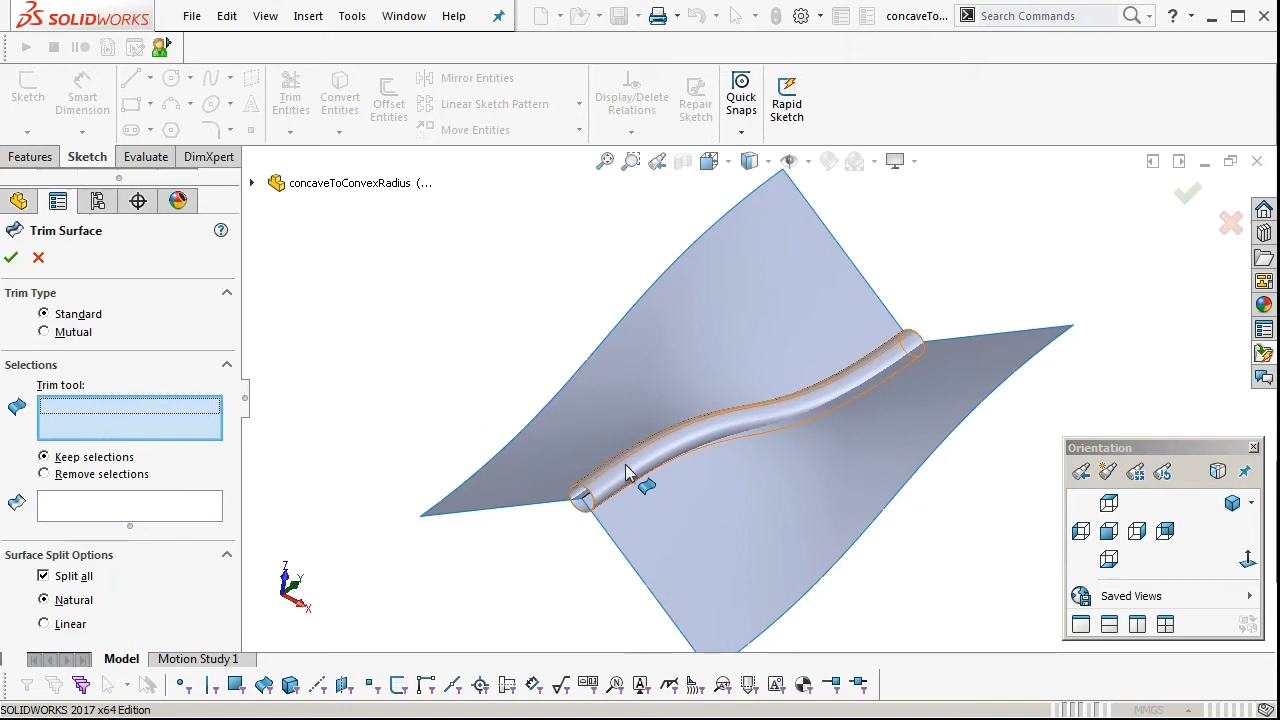 SOLIDWORKS
File Edit View Insert Tools Window Help
concaveTo...
Search Commands
?
Sketch
Smart Dimension
Trim Entities
Convert Entities
Offset Entities
Mirror Entities
Linear Sketch Pattern
Move Entities
Display/Delete Relations
Repair Sketch
Quick Snaps
Rapid Sketch
Features Sketch Evaluate DimXpert
concaveToConvexRadius (...
Trim Surface
?
Trim Type
Standard
Mutual
Selections
Trim tool:
Keep selections
Remove selections
Surface Split Options
Split all
Natural
Linear
Z
Y
X
Orientation
Saved Views
Model Motion Study 1
SOLIDWORKS 2017 x64 Edition
MMGS